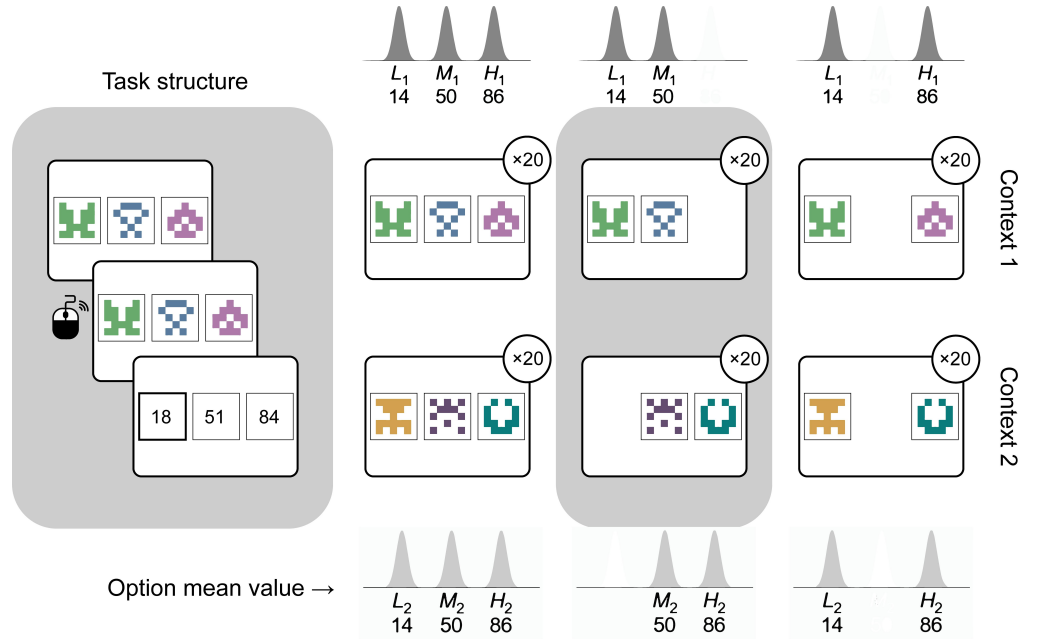 Task structure
L₁ M₁ H₁
14 50 86
L₁ M₁
14 50
L₁ H₁
14 86
×20
×20
×20
Context 1
18 51 84
×20
×20
×20
Context 2
Option mean value →
L₂ M₂ H₂
14 50 86
M₂ H₂
50 86
L₂ H₂
14 86